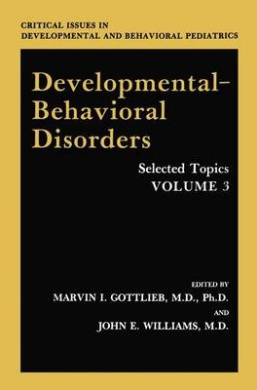 CRITICAL ISSUES IN
DEVELOPMENTAL AND BEHAVIORAL PEDIATRICS
Developmental–
Behavioral
Disorders
Selected Topics
VOLUME 3
EDITED BY
MARVIN I. GOTTLIEB, M.D., Ph.D.
AND
JOHN E. WILLIAMS, M.D.